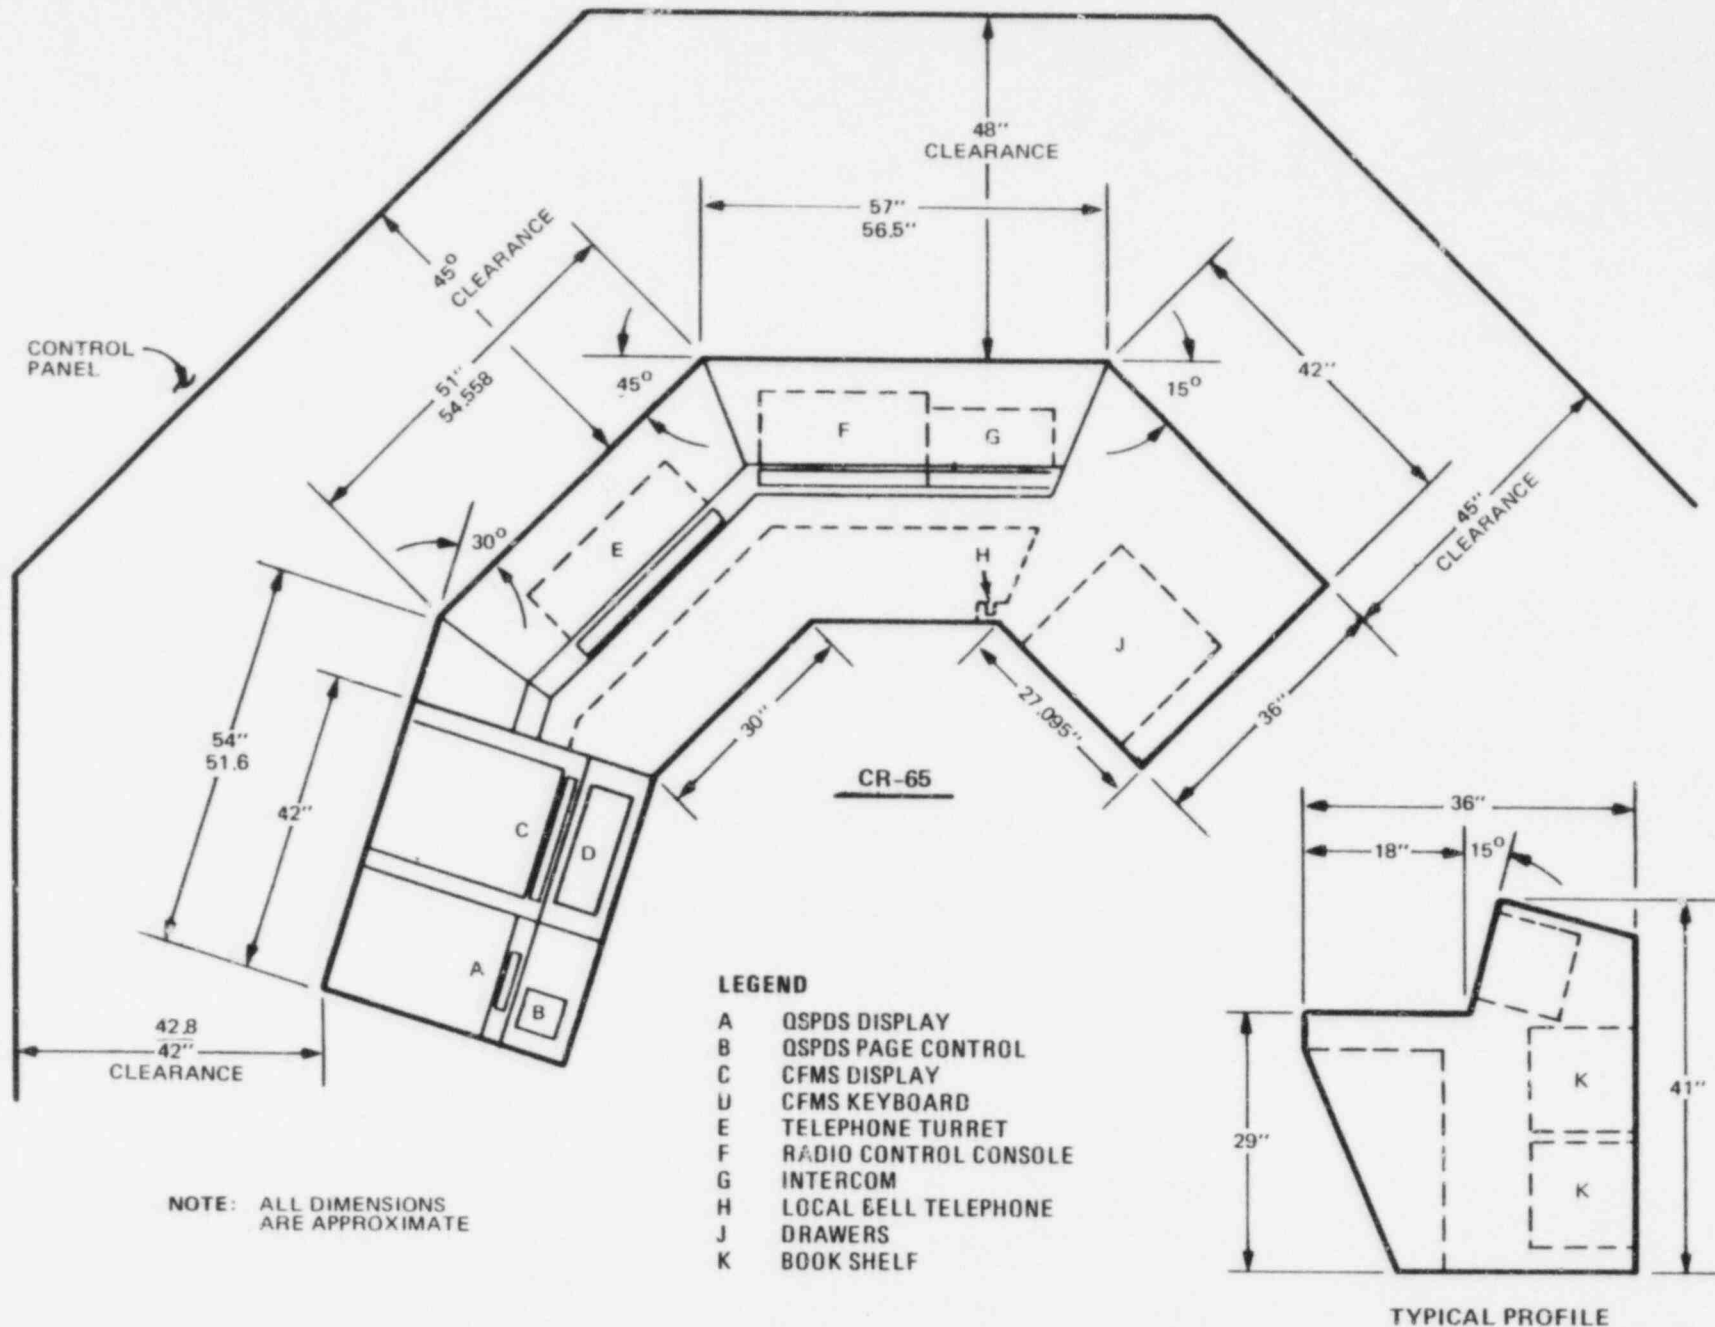 48"
CLEARANCE
57"
56.5"
45°
CLEARANCE
CONTROL
PANEL
51"
54.558
45°
15°
42"
45"
CLEARANCE
30°
F
G
E
H
J
54"
51.6
42"
30"
27.095"
36"
CR-65
C
D
A
B
42.8
42"
CLEARANCE
36"
18"
15°
K
41"
29"
K
TYPICAL PROFILE
LEGEND
A QSPDS DISPLAY
B QSPDS PAGE CONTROL
C CFMS DISPLAY
D CFMS KEYBOARD
E TELEPHONE TURRET
F RADIO CONTROL CONSOLE
G INTERCOM
H LOCAL BELL TELEPHONE
J DRAWERS
K BOOK SHELF
NOTE: ALL DIMENSIONS
ARE APPROXIMATE